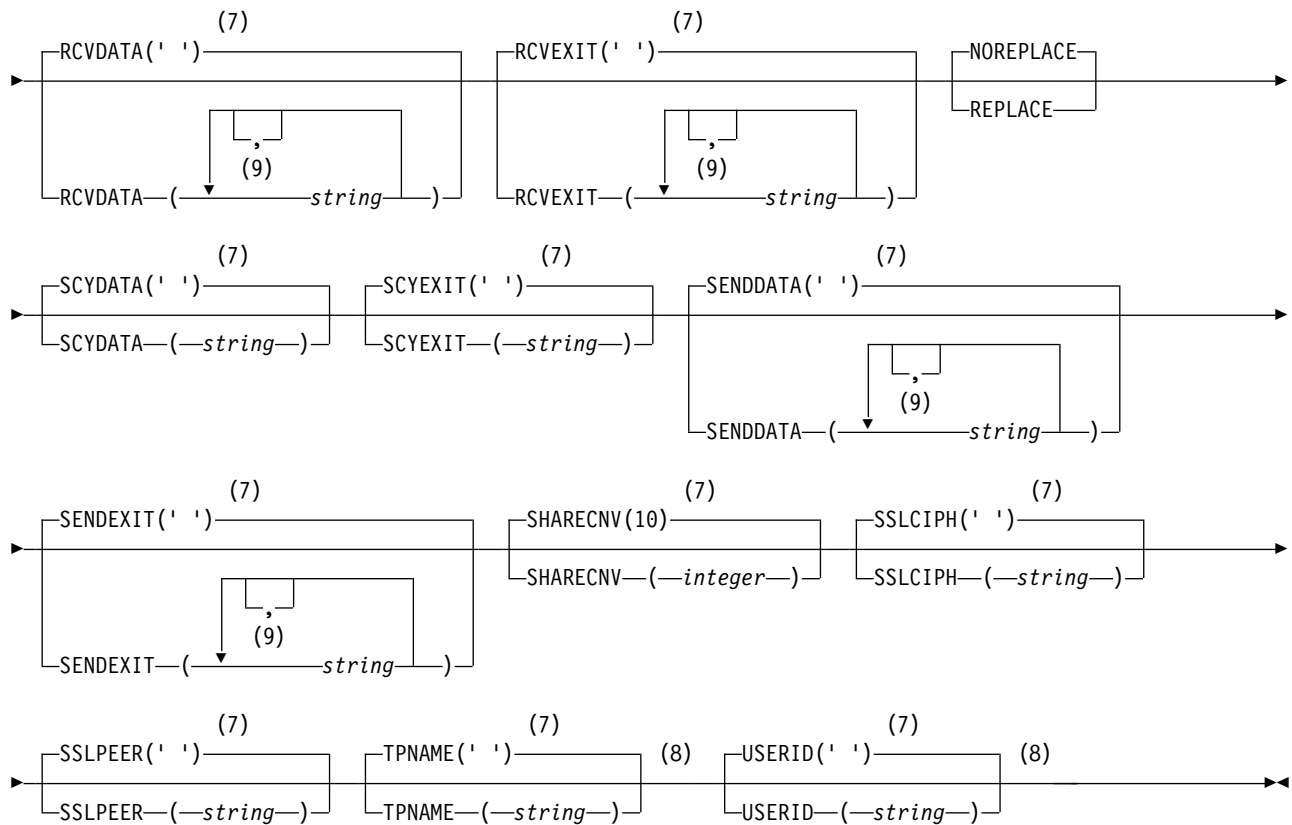 (7) (7)
RCVDATA(' ') RCVEXIT(' ') NOREPLACE
REPLACE
, ,
(9) (9)
RCVDATA ( string ) RCVEXIT ( string )
(7) (7) (7)
SCYDATA(' ') SCYEXIT(' ') SENDDATA(' ')
SCYDATA ( string ) SCYEXIT ( string )
,
(9)
SENDDATA ( string )
(7) (7) (7)
SENDEXIT(' ') SHARECNV(10) SSLCIPH(' ')
SHARECNV ( integer ) SSLCIPH ( string )
,
(9)
SENDEXIT ( string )
(7) (7) (7)
SSLPEER(' ') TPNAME(' ') (8) USERID(' ') (8)
SSLPEER ( string ) TPNAME ( string ) USERID ( string )